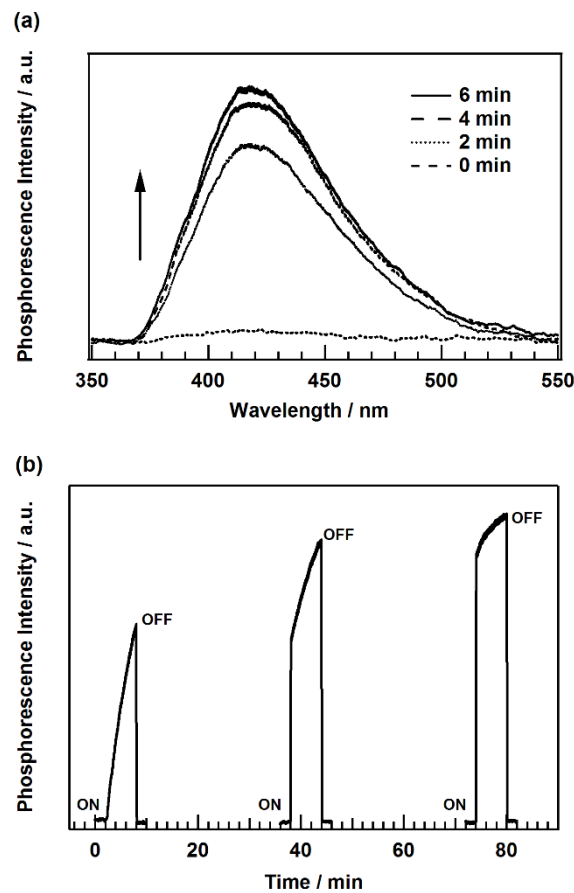 (a)
Phosphorescence Intensity / a.u.
6 min
4 min
2 min
0 min
350 400 450 500 550
Wavelength / nm
(b)
Phosphorescence Intensity / a.u.
ON OFF ON OFF ON OFF
0 20 40 60 80
Time / min